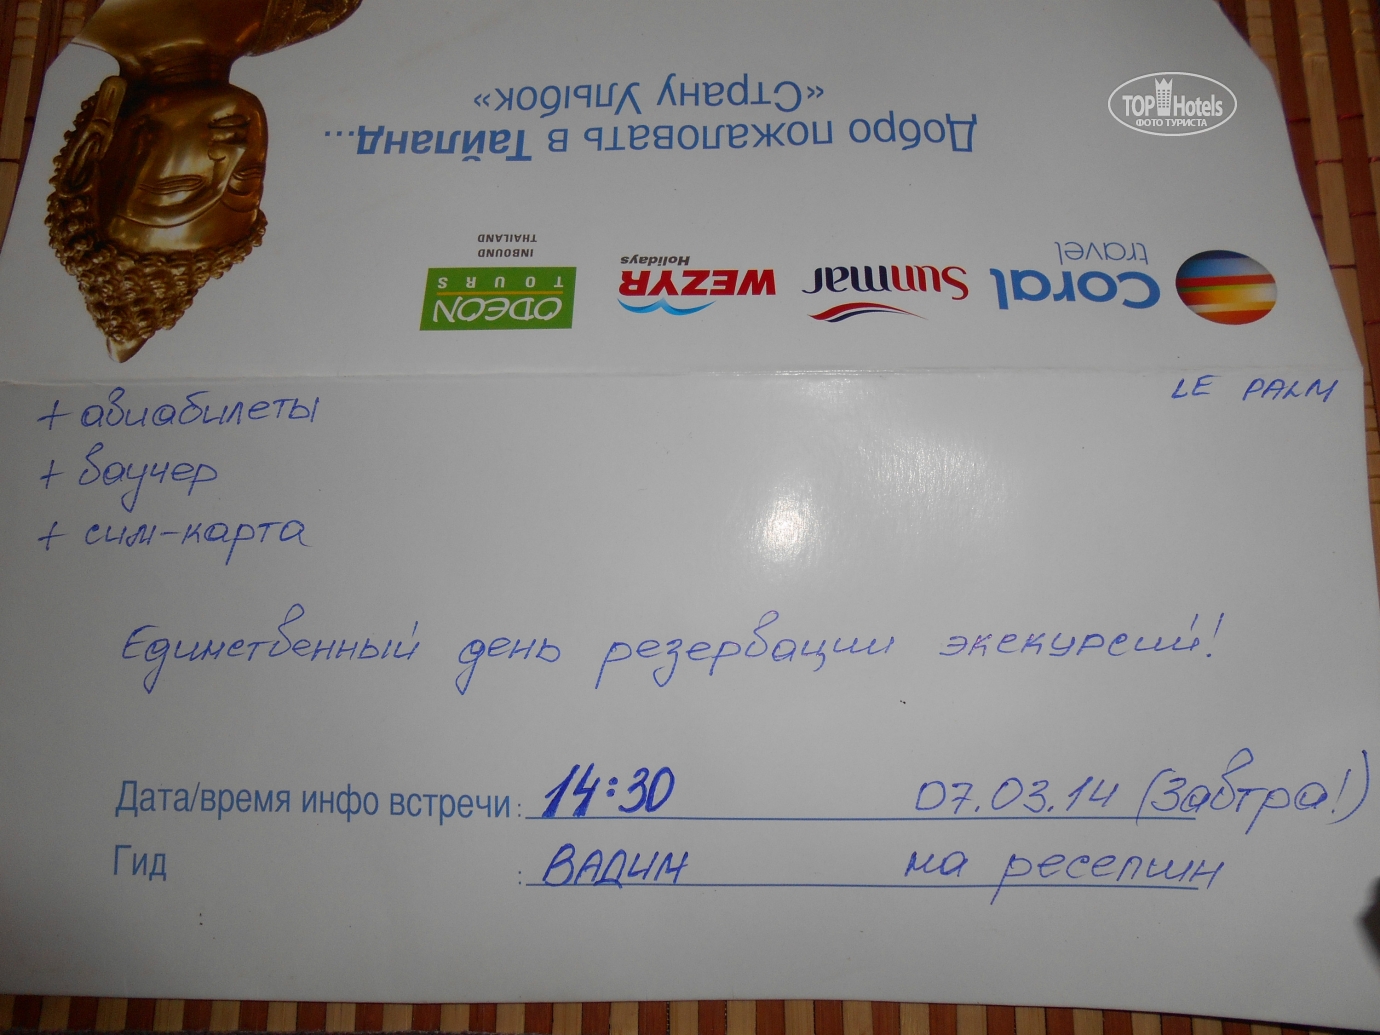 «Страну Улыбок»
Добро пожаловать в Тайланд...
TOP Hotels
ФОТО ТУРИСТА
INBOUND
THAILAND
ODEON
TOURS
WEZYR
Holidays
Sunmar
Coral
travel
LE PALM
+ авиабилеты
+ ваучер
+ сим-карта
Единственный день резервации экскурсий!
Дата/время инфо встречи: 14:30 07.03.14 (завтра!)
Гид : ВАДИМ на ресепшн